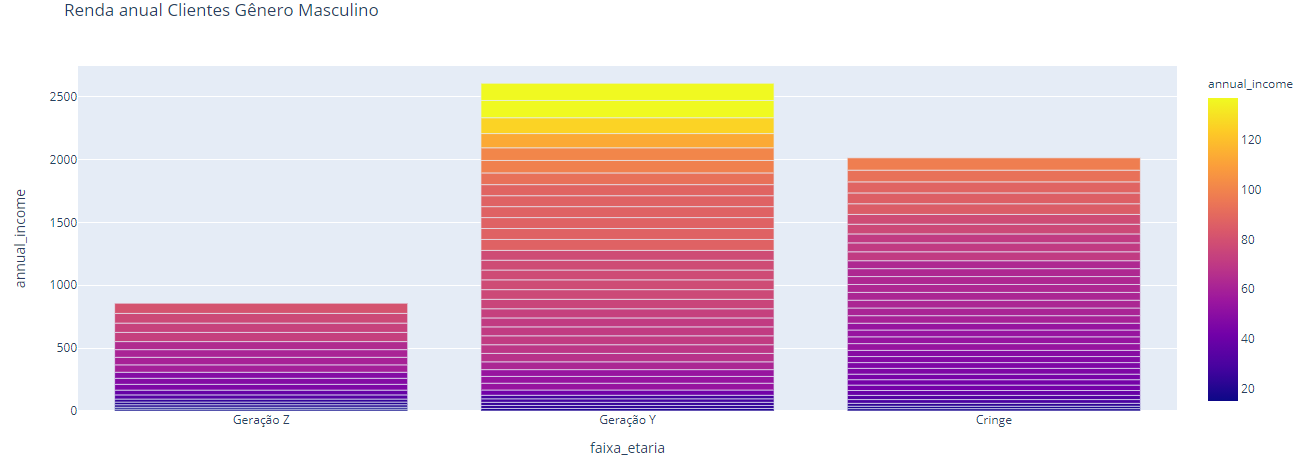 Renda anual Clientes Gênero Masculino
annual_income
2500
2000
1500
1000
500
0
Geração Z
Geração Y
Cringe
faixa_etaria
annual_income
120
100
80
60
40
20